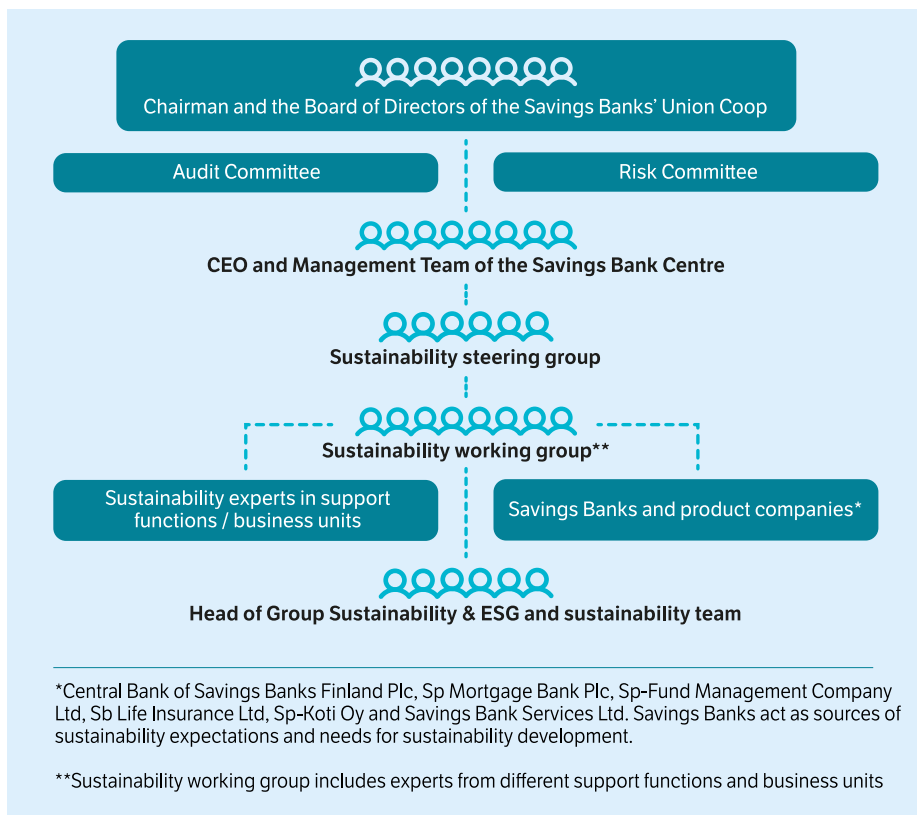 Chairman and the Board of Directors of the Savings Banks' Union Coop
Audit Committee
Risk Committee
CEO and Management Team of the Savings Bank Centre
Sustainability steering group
Sustainability working group**
Sustainability experts in support
functions / business units
Savings Banks and product companies*
Head of Group Sustainability & ESG and sustainability team
*Central Bank of Savings Banks Finland Plc, Sp Mortgage Bank Plc, Sp-Fund Management Company
Ltd, Sb Life Insurance Ltd, Sp-Koti Oy and Savings Bank Services Ltd. Savings Banks act as sources of
sustainability expectations and needs for sustainability development.
**Sustainability working group includes experts from different support functions and business units